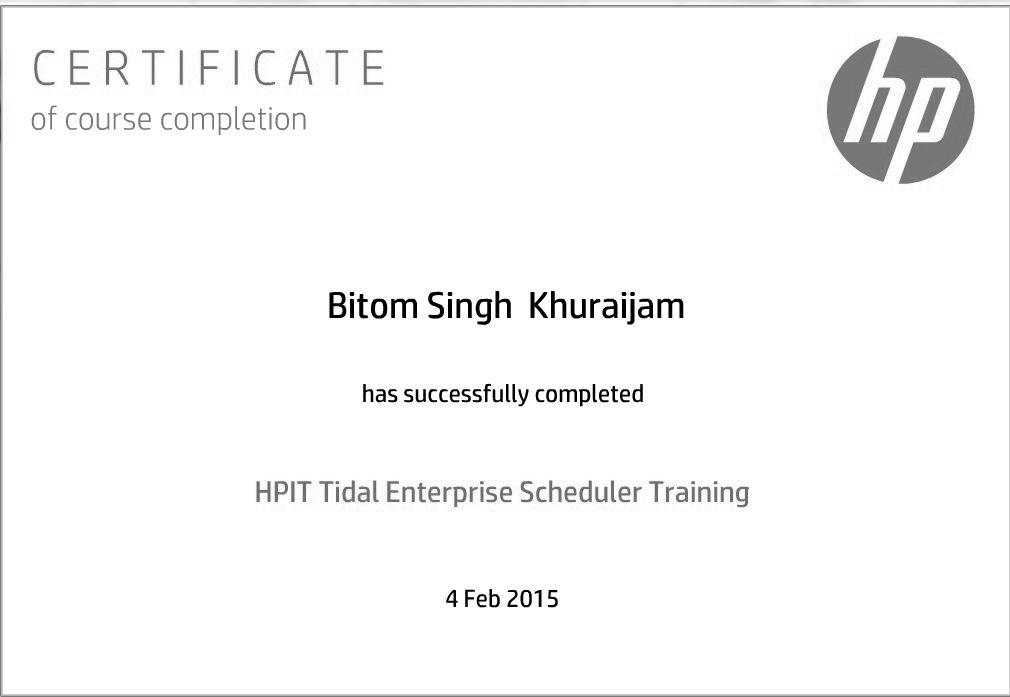 CERTIFICATE
of course completion
hp
Bitom Singh  Khuraijam
has successfully completed
HPIT Tidal Enterprise Scheduler Training
4 Feb 2015